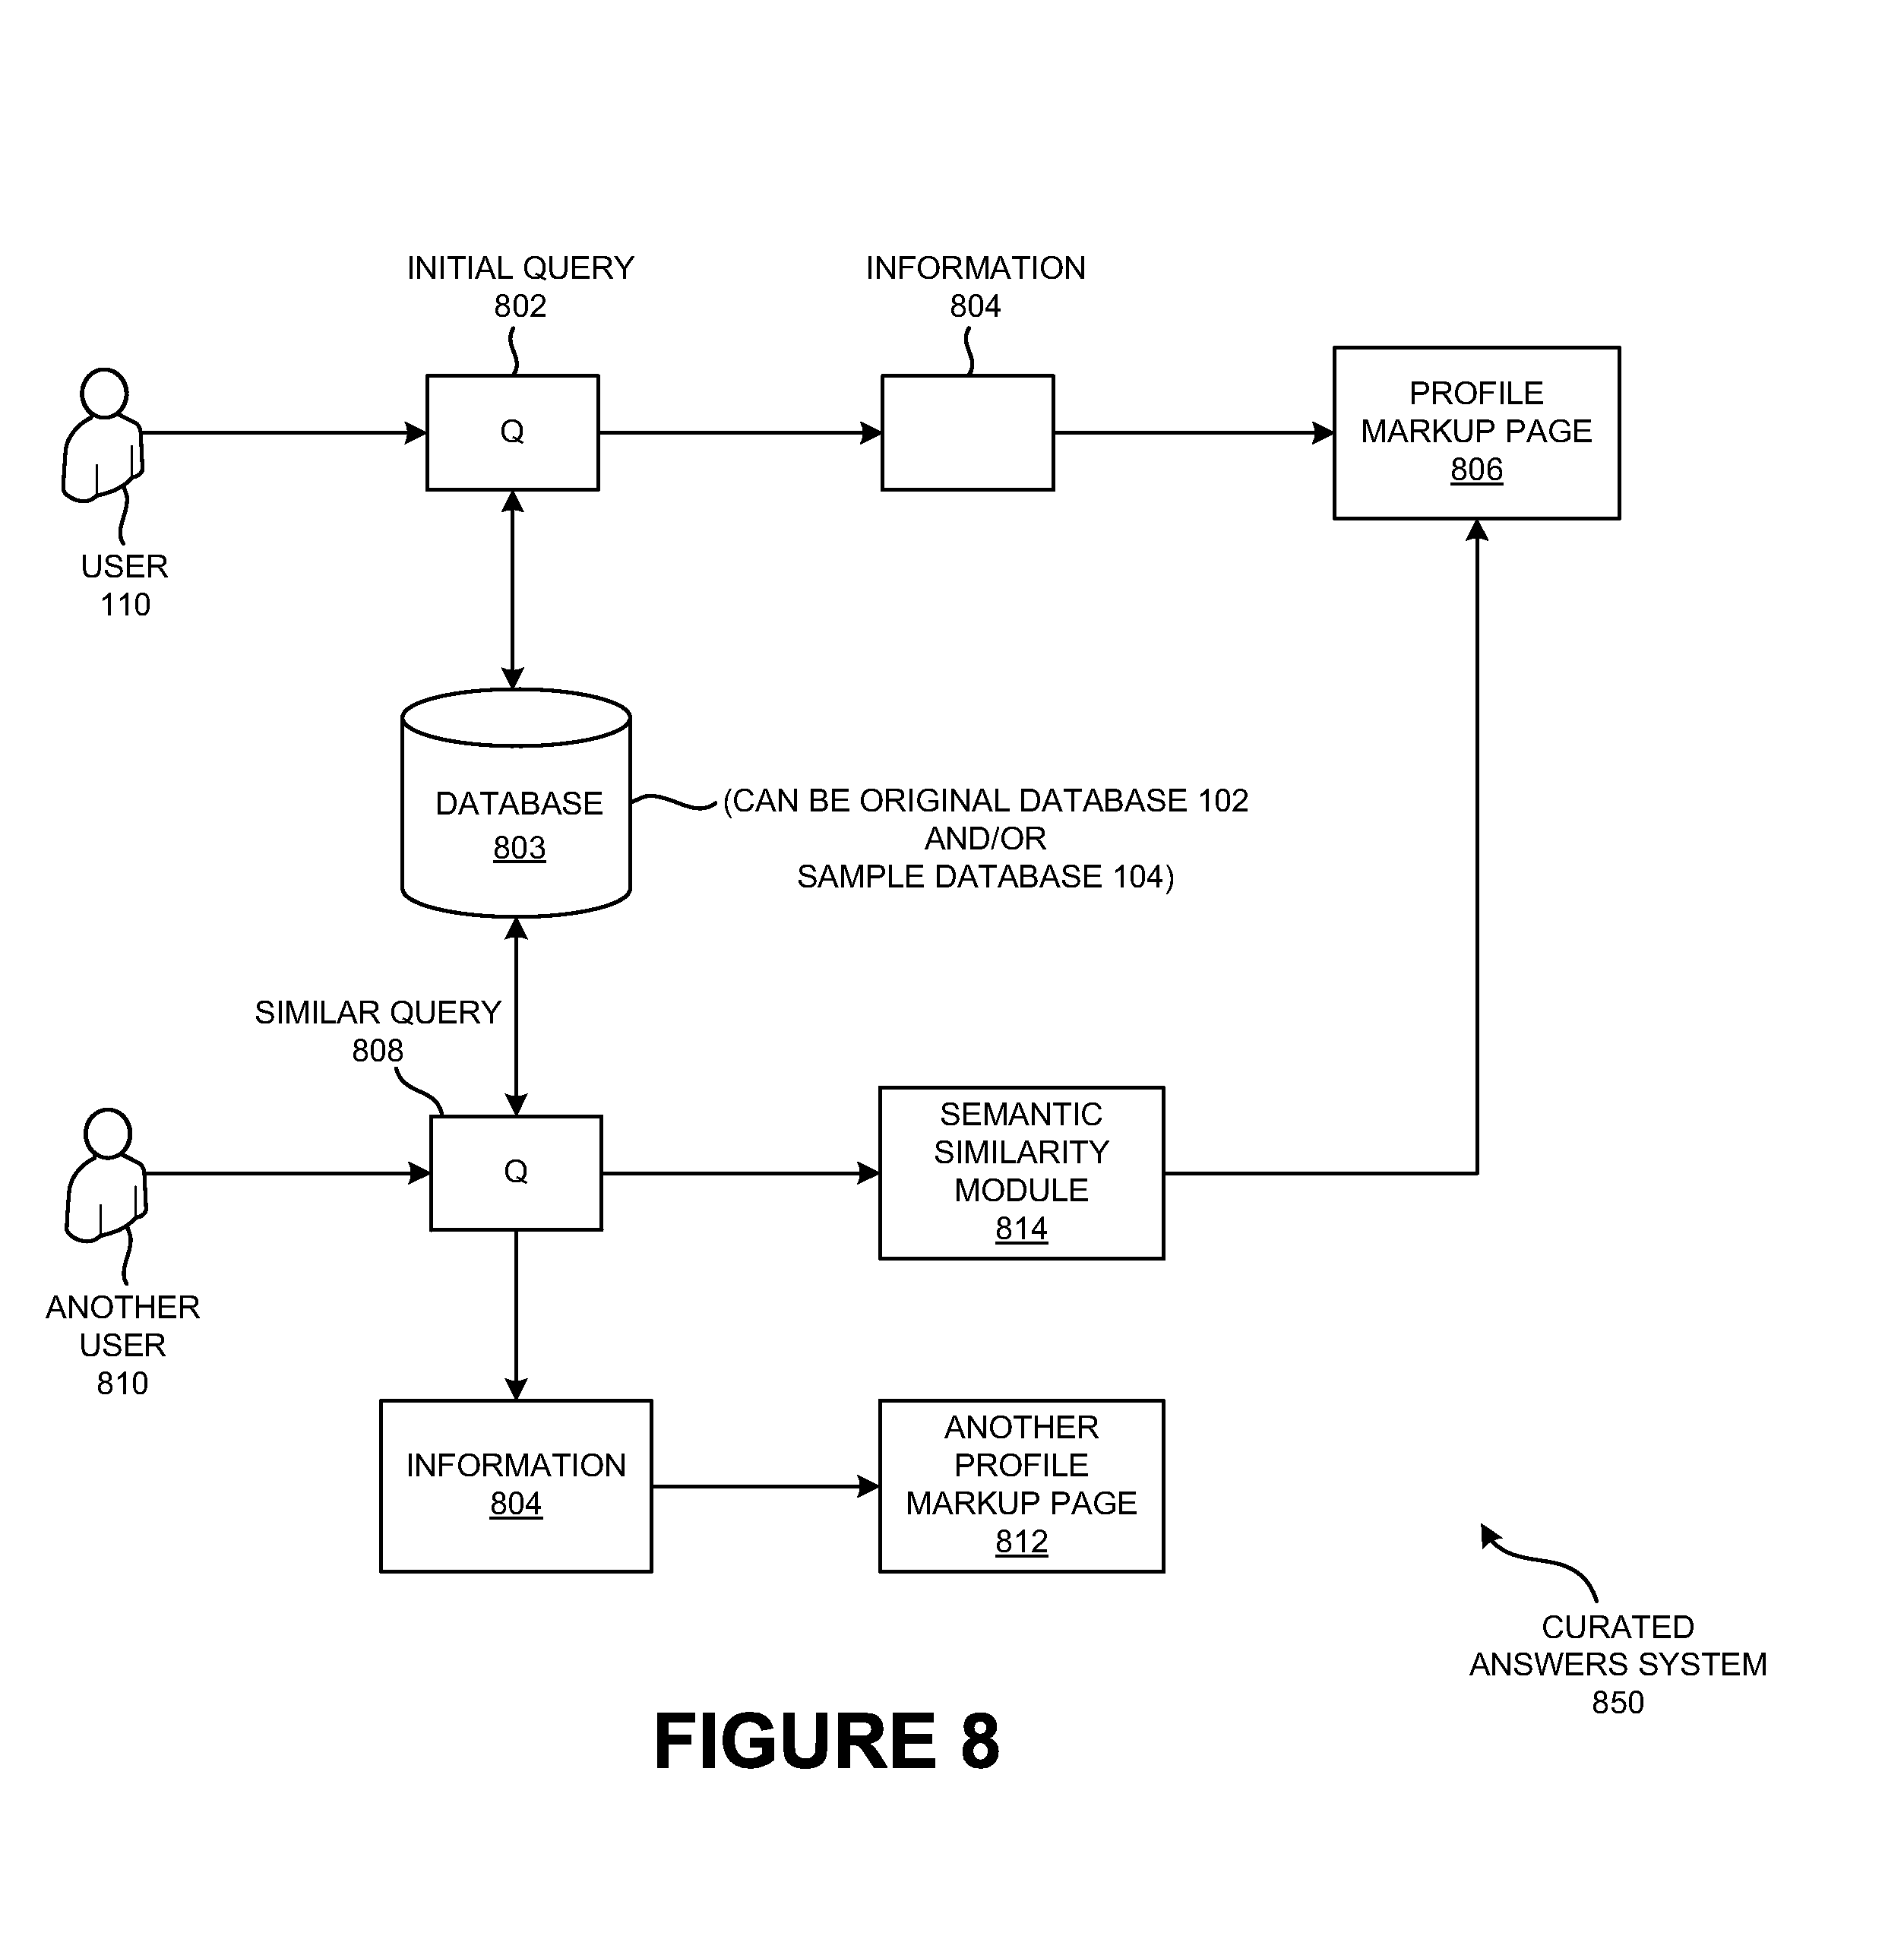 INITIAL QUERY
802
INFORMATION
804
Q
PROFILE
MARKUP PAGE
806
USER
110
DATABASE
803
(CAN BE ORIGINAL DATABASE 102
AND/OR
SAMPLE DATABASE 104)
SIMILAR QUERY
808
Q
SEMANTIC
SIMILARITY
MODULE
814
ANOTHER
USER
810
INFORMATION
804
ANOTHER
PROFILE
MARKUP PAGE
812
CURATED
ANSWERS SYSTEM
850
FIGURE 8